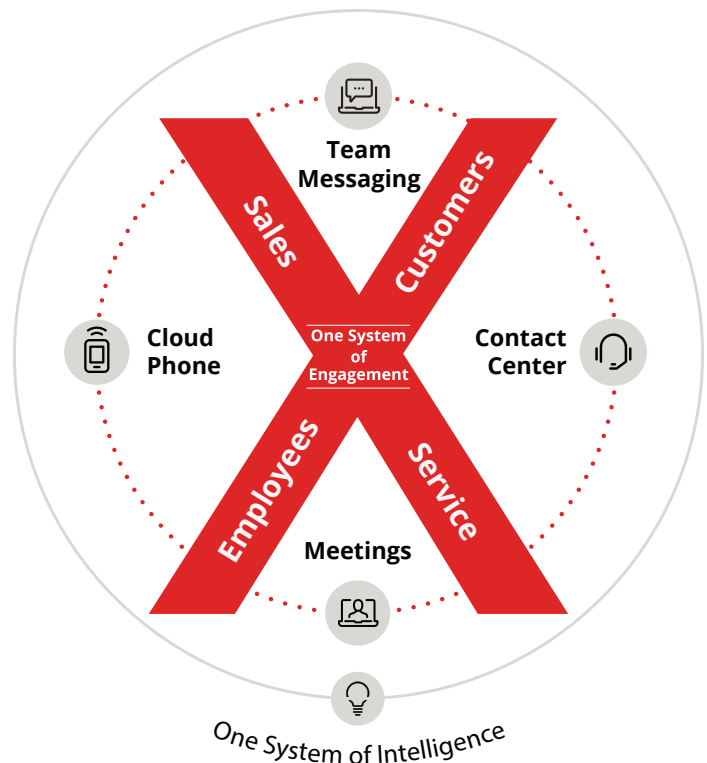 Team
Messaging
Sales
Customers
Cloud
Phone
One System
of
Engagement
Contact
Center
Employees
Service
Meetings
One System of Intelligence